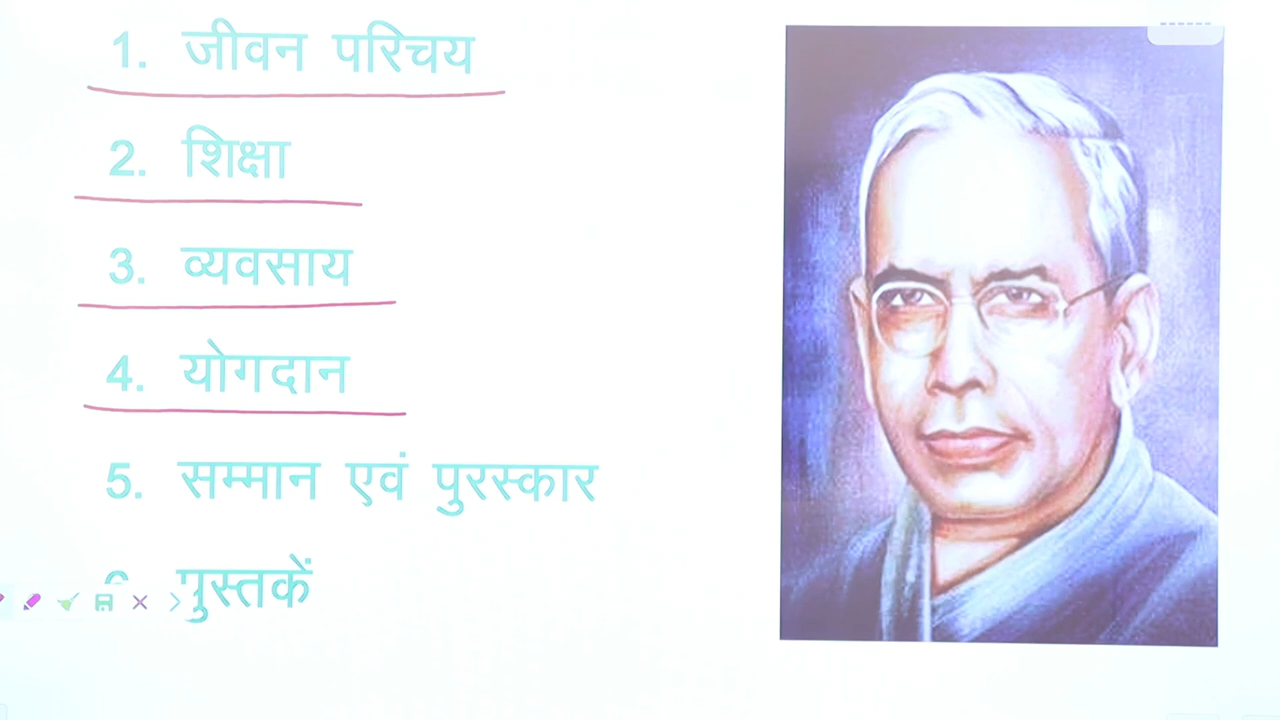 1. जीवन परिचय
2. शिक्षा
3. व्यवसाय
4. योगदान
5. सम्मान एवं पुरस्कार
पुस्तकें